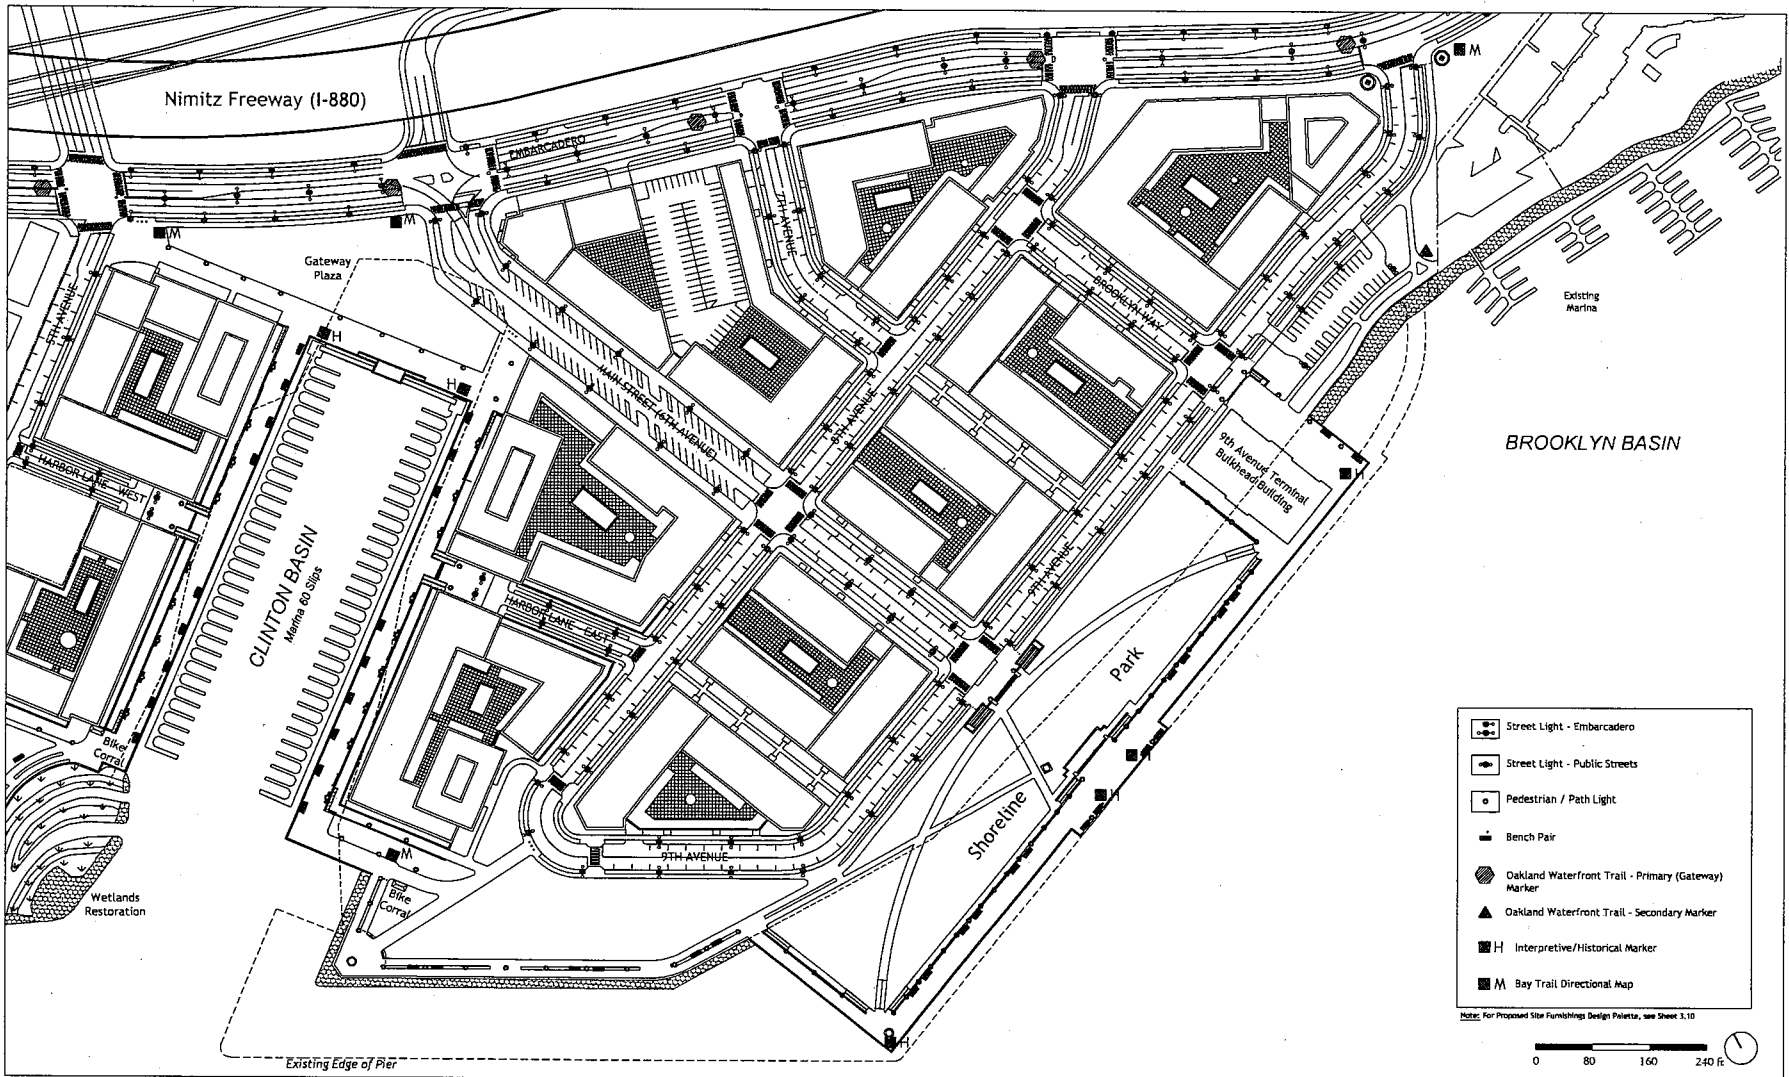 Nimitz Freeway (I-880)
EMBARCADERO
M
M
M
Gateway
Plaza
5TH AVENUE
7TH AVENUE
BROOKLYN WAY
Existing
Marina
H
H
MAIN STREET (6TH AVENUE)
8TH AVENUE
BROOKLYN BASIN
9th Avenue Terminal
Bulkhead Building
H
HARBOR LANE WEST
CLINTON BASIN
Marina 60 Slips
HARBOR LANE EAST
9TH AVENUE
Park
Shoreline
H
H
Bike
Corral
9TH AVENUE
M
Bike
Corral
Wetlands
Restoration
H
Existing Edge of Pier
Street Light - Embarcadero
Street Light - Public Streets
Pedestrian / Path Light
Bench Pair
Oakland Waterfront Trail - Primary (Gateway)
Marker
Oakland Waterfront Trail - Secondary Marker
H Interpretive/Historical Marker
M Bay Trail Directional Map
Note: For Proposed Site Furnishings Design Palette, see Sheet 3.10
0 80 160 240 ft